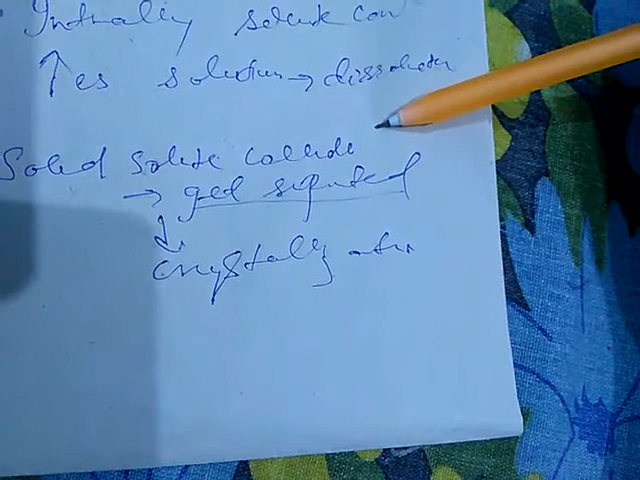 Initially solute con
↑es solution → dissolution
Solid solute collide
→ get separated
↓
crystallization